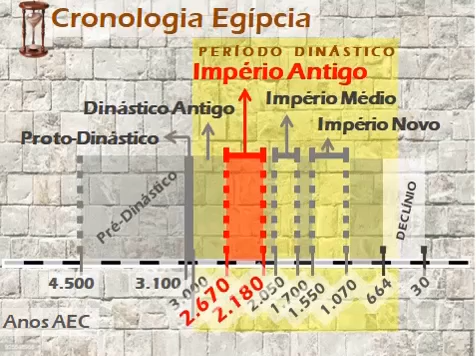 Cronologia Egípcia
PERÍODO DINÁSTICO
Império Antigo
Dinástico Antigo
Império Médio
Império Novo
Proto-Dinástico
Pré-Dinástico
DECLÍNIO
4.500 3.100 3.000 2.670 2.180 2.050 1.700 1.550 1.070 664 30
Anos AEC